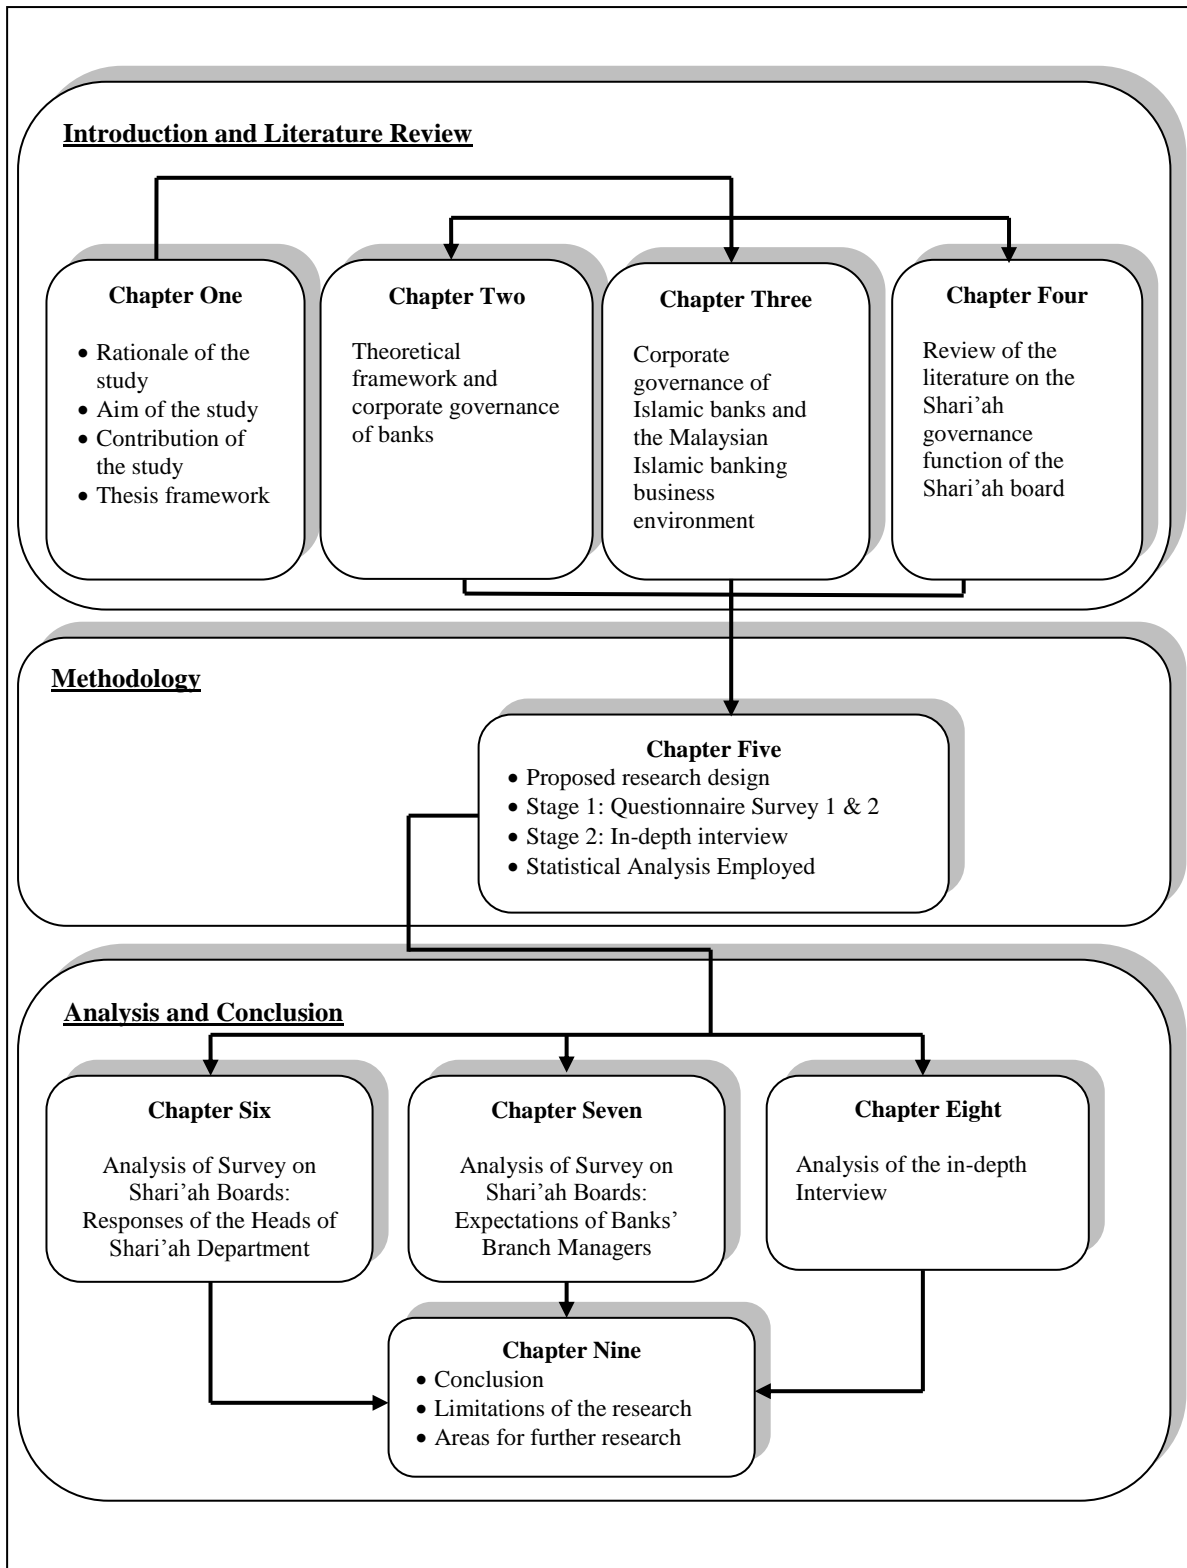 Introduction and Literature Review
Chapter One
• Rationale of the
study
• Aim of the study
• Contribution of
the study
• Thesis framework
Chapter Two
Theoretical
framework and
corporate governance
of banks
Chapter Three
Corporate
governance of
Islamic banks and
the Malaysian
Islamic banking
business
environment
Chapter Four
Review of the
literature on the
Shari’ah
governance
function of the
Shari’ah board
Methodology
Chapter Five
• Proposed research design
• Stage 1: Questionnaire Survey 1 & 2
• Stage 2: In-depth interview
• Statistical Analysis Employed
Analysis and Conclusion
Chapter Six
Analysis of Survey on
Shari’ah Boards:
Responses of the Heads of
Shari’ah Department
Chapter Seven
Analysis of Survey on
Shari’ah Boards:
Expectations of Banks’
Branch Managers
Chapter Eight
Analysis of the in-depth
Interview
Chapter Nine
• Conclusion
• Limitations of the research
• Areas for further research